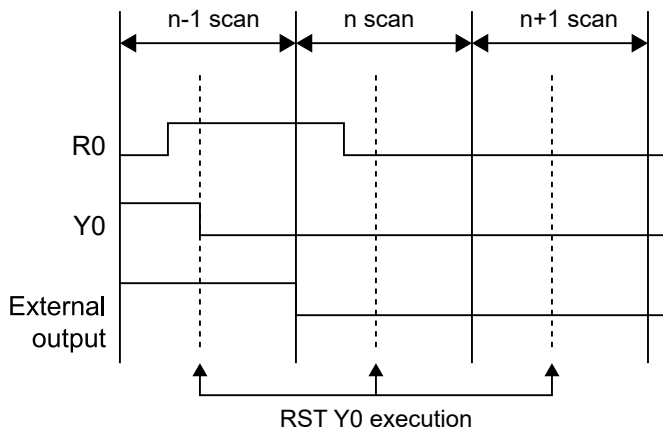 n-1 scan
n scan
n+1 scan
R0
Y0
External
output
RST Y0 execution